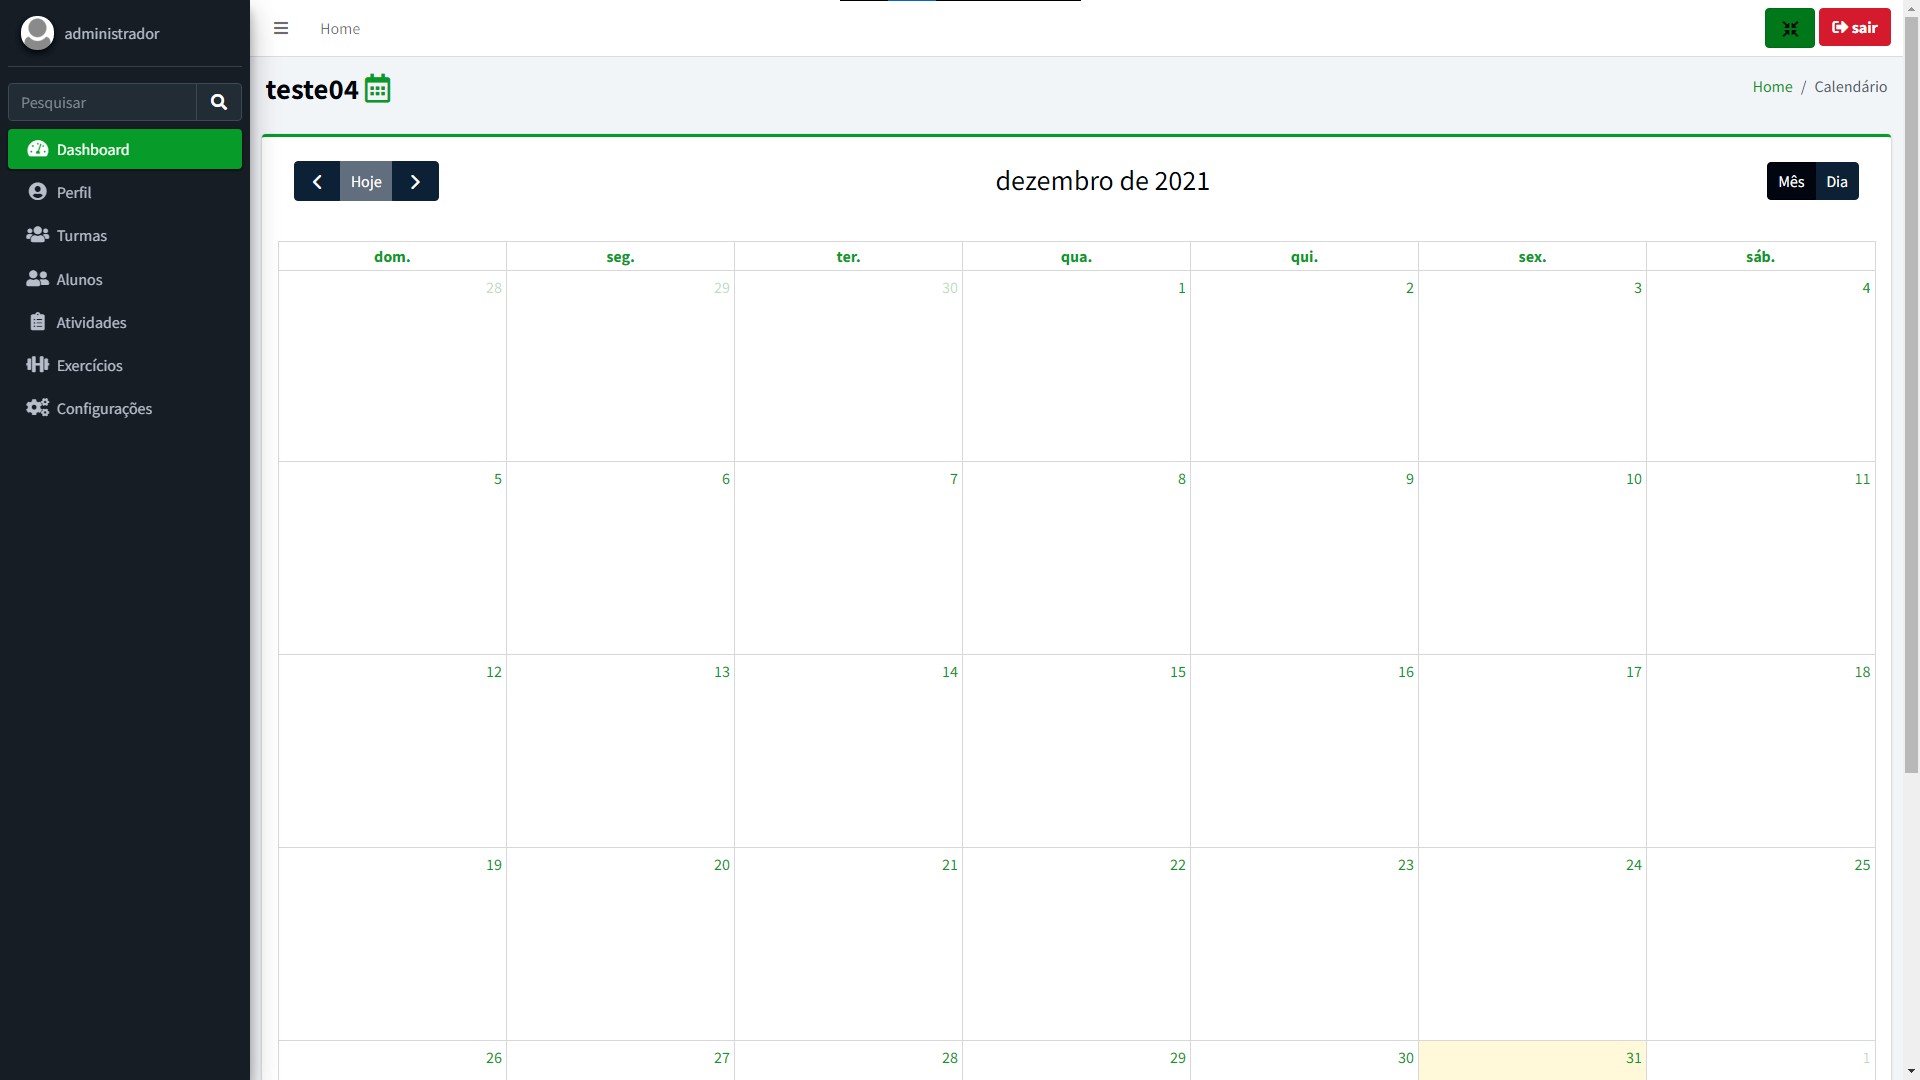 administrador
Pesquisar
Dashboard
Perfil
Turmas
Alunos
Atividades
Exercícios
Configurações
Home
sair
teste04
Home / Calendário
Hoje
dezembro de 2021
Mês Dia
dom. seg. ter. qua. qui. sex. sáb.
28 29 30 1 2 3 4
5 6 7 8 9 10 11
12 13 14 15 16 17 18
19 20 21 22 23 24 25
26 27 28 29 30 31 1